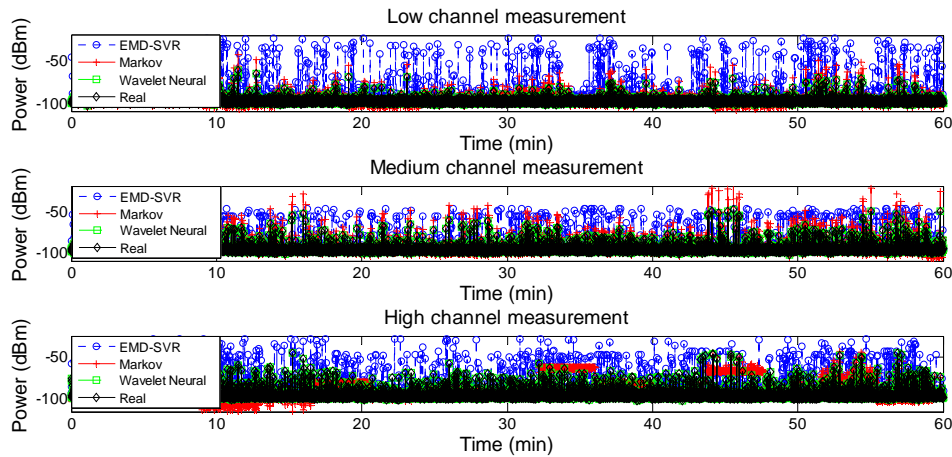 Low channel measurement
Power (dBm)
-50
-100
EMD-SVR
Markov
Wavelet Neural
Real
0 10 20 30 40 50 60
Time (min)
Medium channel measurement
Power (dBm)
-50
-100
EMD-SVR
Markov
Wavelet Neural
Real
0 10 20 30 40 50 60
Time (min)
High channel measurement
Power (dBm)
-50
-100
EMD-SVR
Markov
Wavelet Neural
Real
0 10 20 30 40 50 60
Time (min)